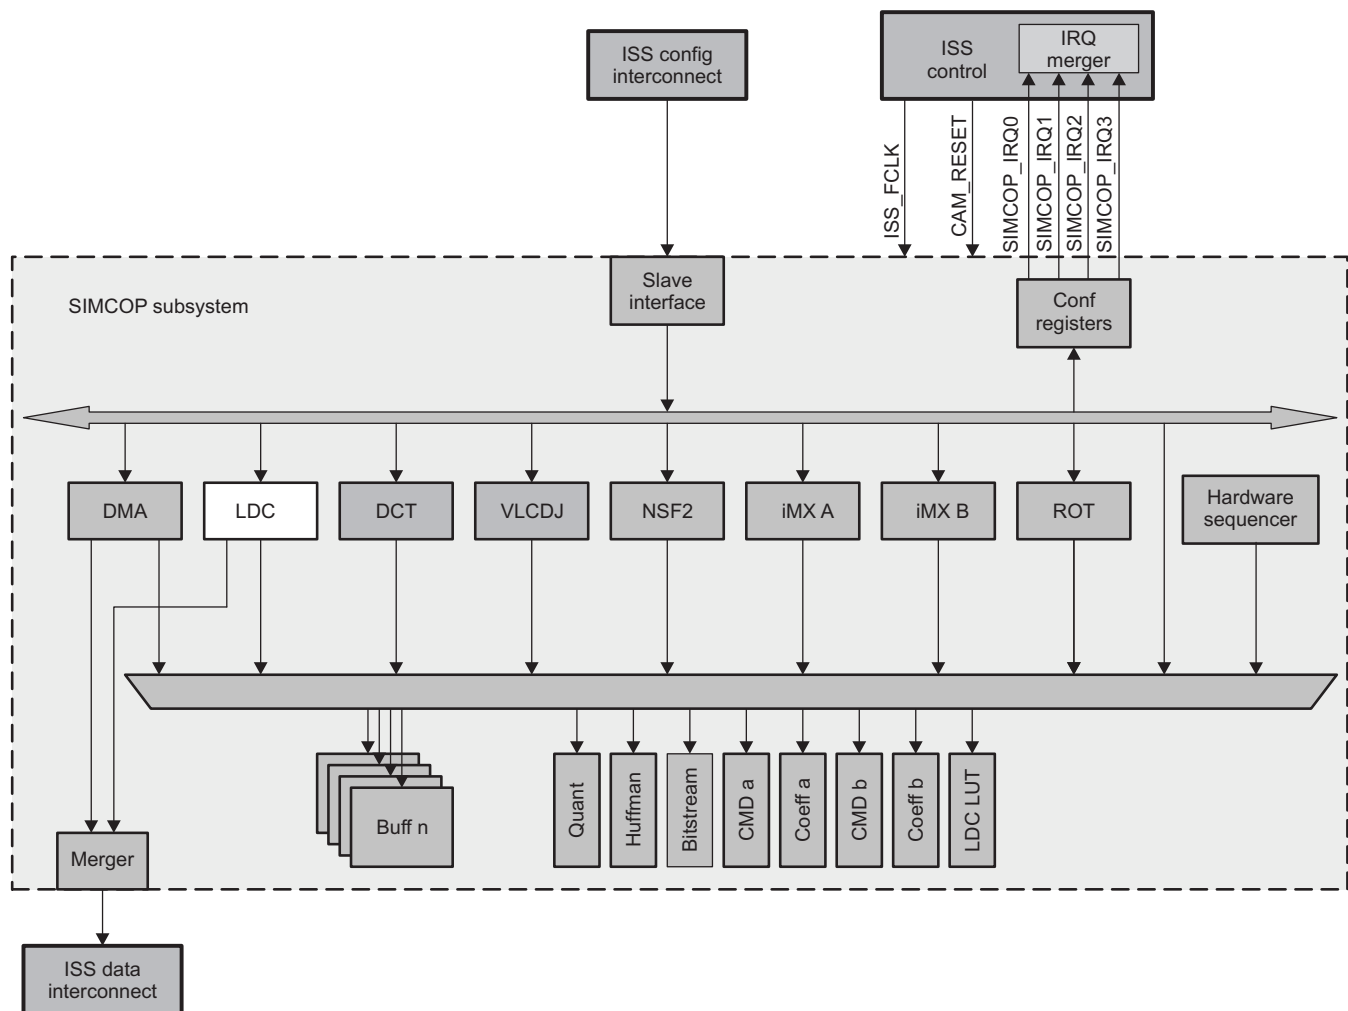 ISS config
interconnect
ISS
control
IRQ
merger
ISS_FCLK
CAM_RESET
SIMCOP_IRQ0
SIMCOP_IRQ1
SIMCOP_IRQ2
SIMCOP_IRQ3
SIMCOP subsystem
Slave
interface
Conf
registers
DMA
LDC
DCT
VLCDJ
NSF2
iMX A
iMX B
ROT
Hardware
sequencer
Buff n
Quant
Huffman
Bitstream
CMD a
Coeff a
CMD b
Coeff b
LDC LUT
Merger
ISS data
interconnect